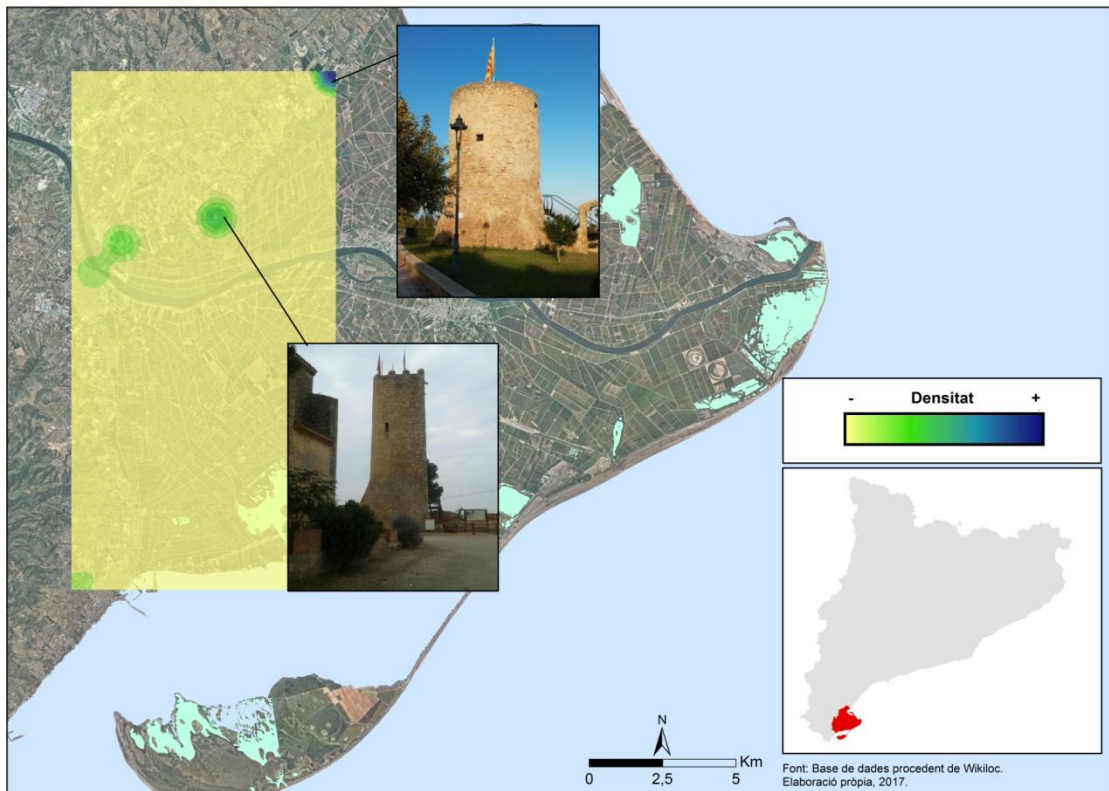 - Densitat +
N
0 2,5 5 Km
Font: Base de dades procedent de Wikiloc.
Elaboració pròpia, 2017.